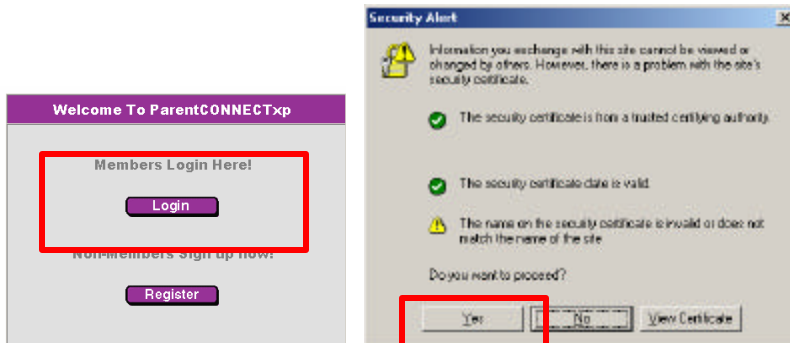 Welcome To ParentCONNECTxp
Members Login Here!
Login
Non-Members Sign up now!
Register
Security Alert
Information you exchange with this site cannot be viewed or
changed by others. However, there is a problem with the site's
security certificate.
The security certificate is from a trusted certifying authority.
The security certificate date is valid.
The name on the security certificate is invalid or does not
match the name of the site
Do you want to proceed?
Yes
No
View Certificate